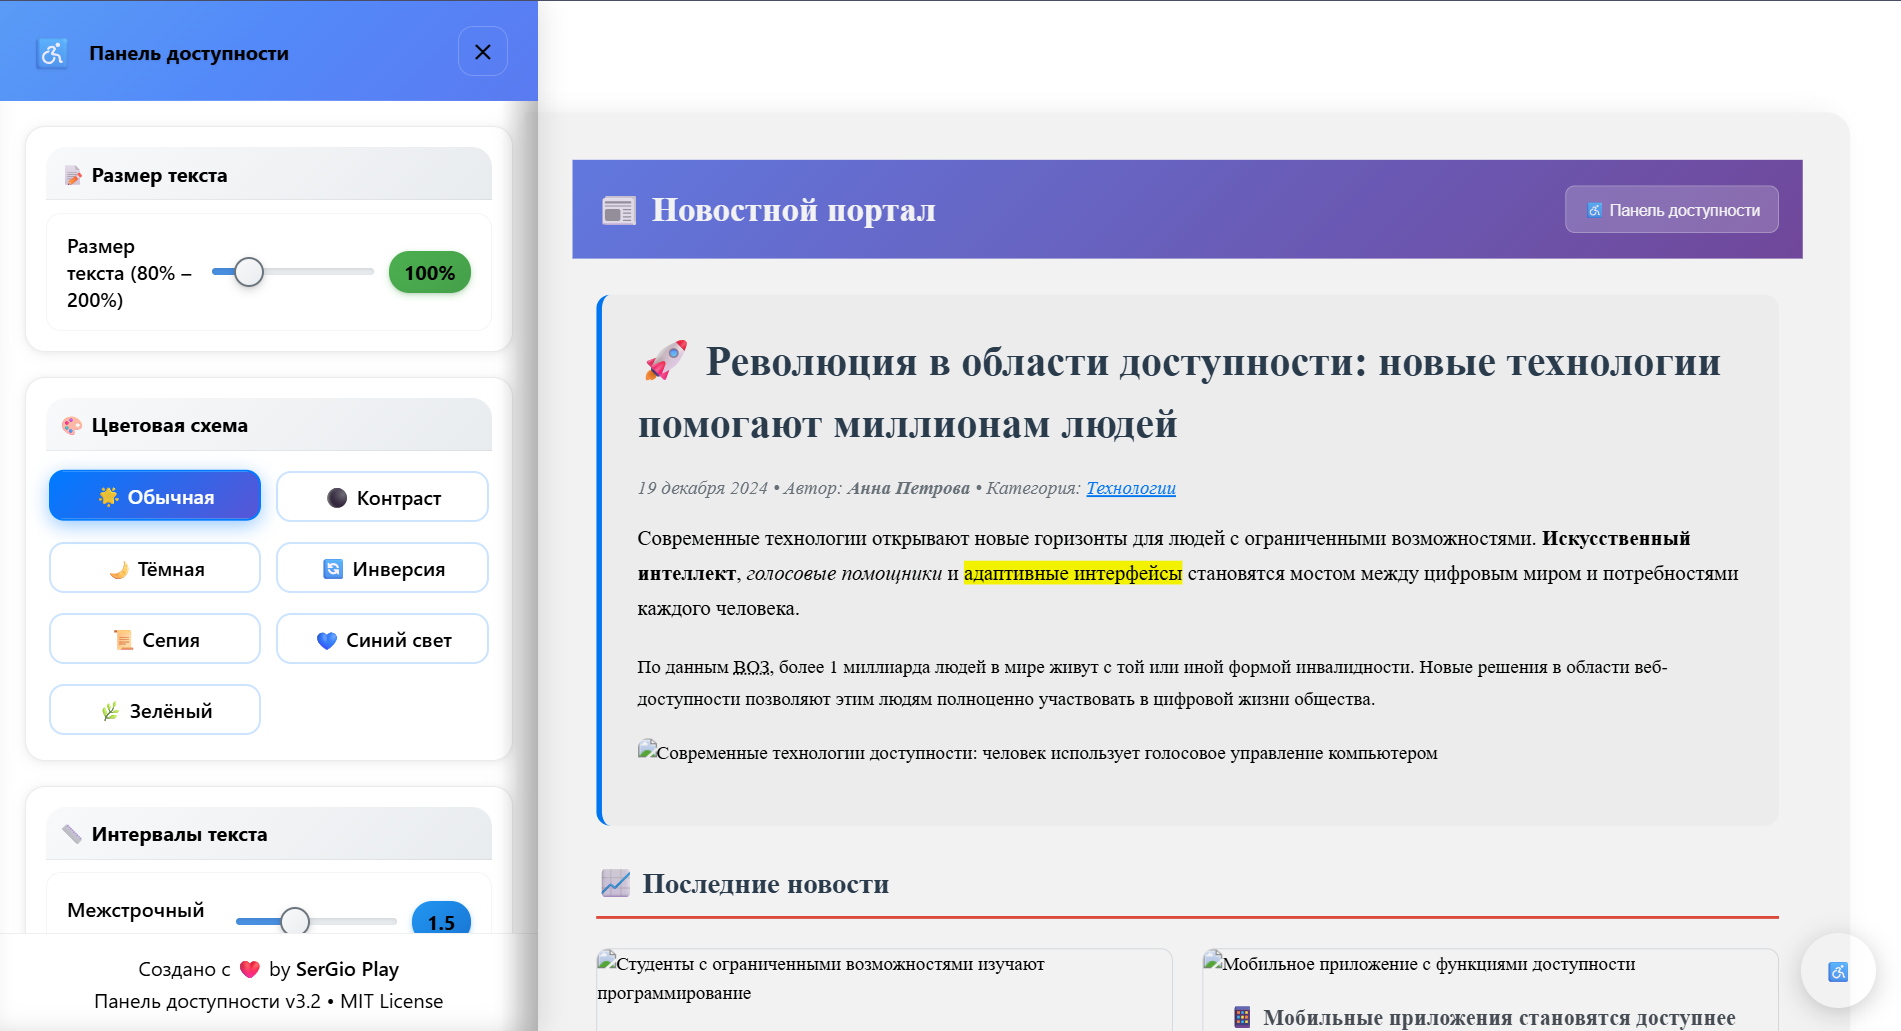 Панель доступности
Размер текста
Размер
текста (80% –
200%)
100%
Цветовая схема
Обычная
Контраст
Тёмная
Инверсия
Сепия
Синий свет
Зелёный
Интервалы текста
Межстрочный
1.5
Создано с ❤️ by SerGio Play
Панель доступности v3.2 • MIT License
Новостной портал
Панель доступности
Революция в области доступности: новые технологии
помогают миллионам людей
19 декабря 2024 • Автор: Анна Петрова • Категория: Технологии
Современные технологии открывают новые горизонты для людей с ограниченными возможностями. Искусственный
интеллект, голосовые помощники и адаптивные интерфейсы становятся мостом между цифровым миром и потребностями
каждого человека.
По данным ВОЗ, более 1 миллиарда людей в мире живут с той или иной формой инвалидности. Новые решения в области веб-
доступности позволяют этим людям полноценно участвовать в цифровой жизни общества.
Современные технологии доступности: человек использует голосовое управление компьютером
Последние новости
Студенты с ограниченными возможностями изучают
программирование
Мобильное приложение с функциями доступности
Мобильные приложения становятся доступнее